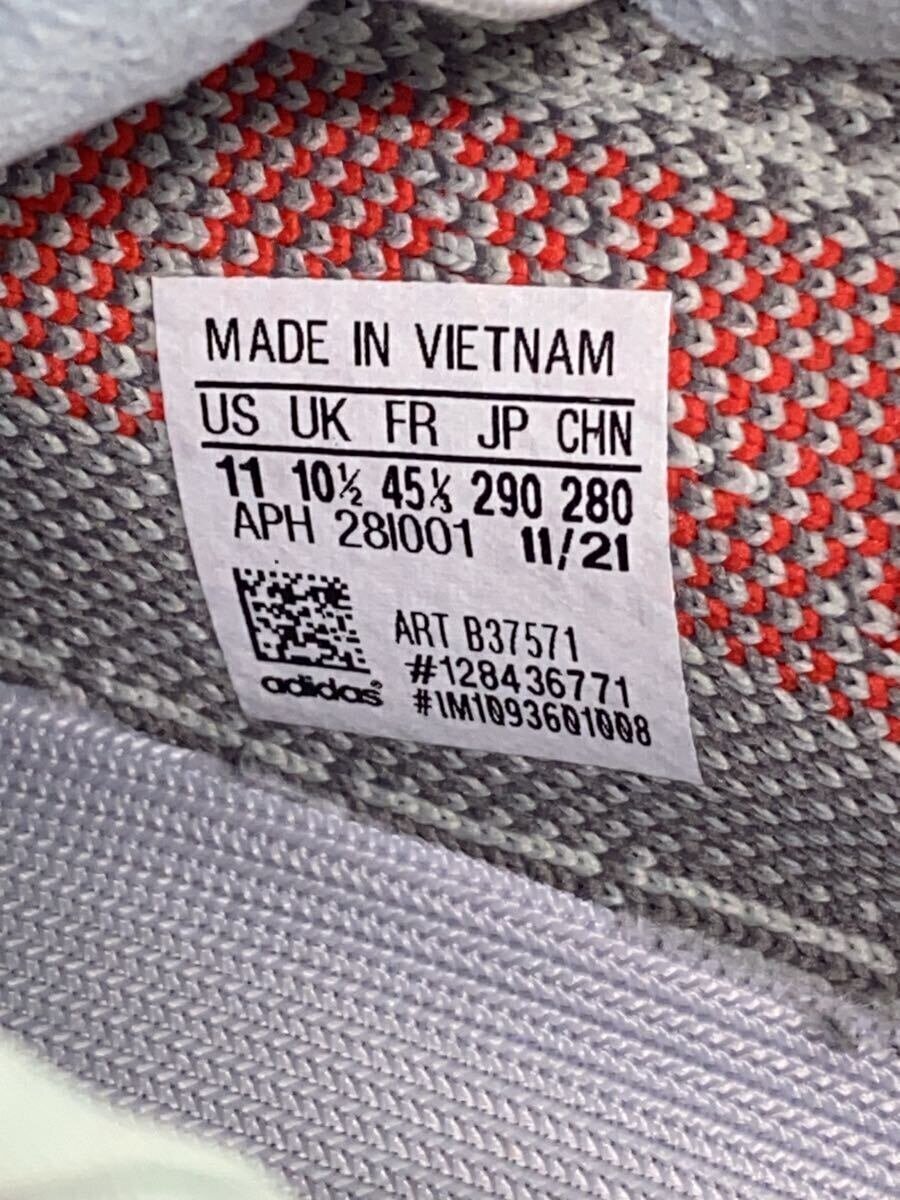 MADE IN VIETNAM
US UK FR JP CHN
11 10½ 45⅓ 290 280
APH 28I001 11/21
ART B37571
#128436771
adidas
#IM1093601008